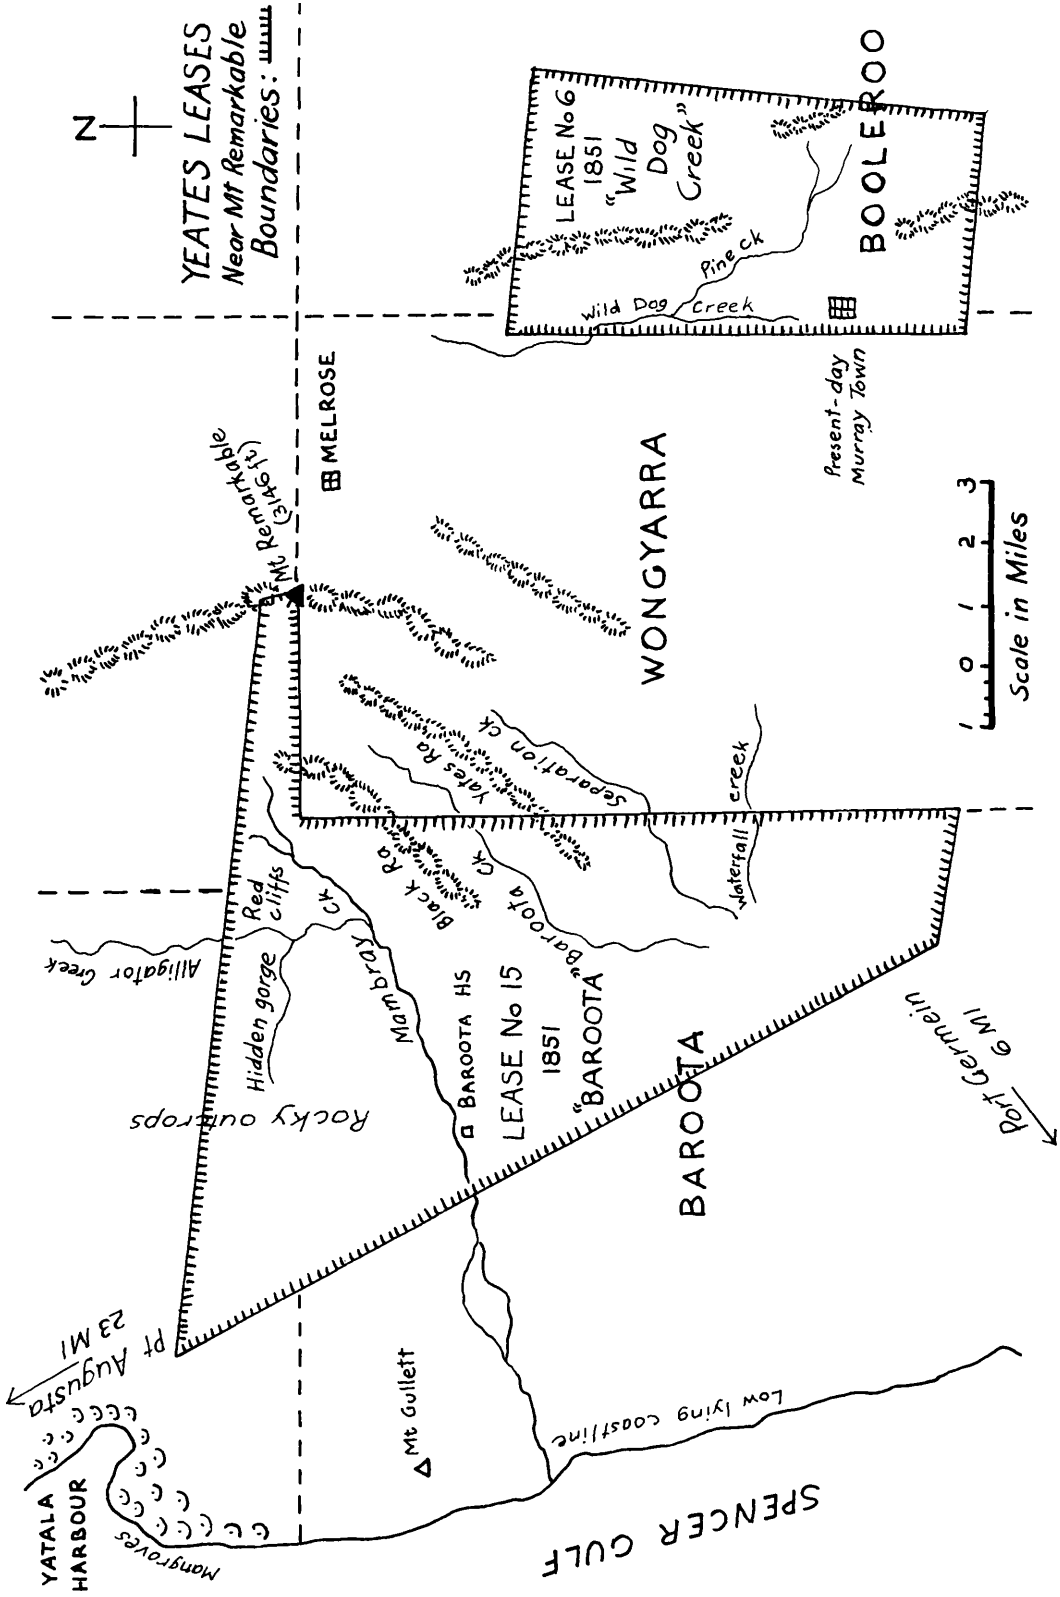 YEATES LEASES
Near Mt Remarkable
Boundaries:
N
YATALA
HARBOUR
Mangroves
Pt Augusta
23 MI
Alligator Creek
Rocky outcrops
Hidden gorge
Red
cliffs
Mt Remarkable
(3146 ft)
MELROSE
Mt Gullett
Mambray Ck
Black Ra
Yates Ra
Separation Ck
Baroota Ck
BAROOTA HS
LEASE No 15
1851
"BAROOTA"
LEASE No 6
1851
"Wild
Dog
Creek"
Wild Dog Creek
Pine Ck
SPENCER GULF
Low lying coastline
BAROOTA
WONGYARRA
BOOLEROO
Waterfall creek
Present-day
Murray Town
Port Germein
6 MI
1 0 1 2 3
Scale in Miles